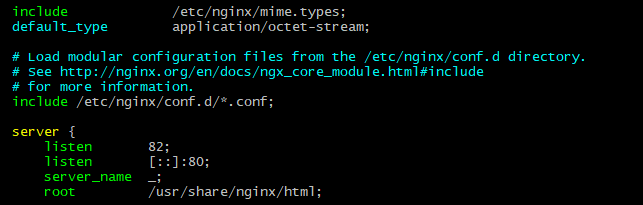 include             /etc/nginx/mime.types;
default_type        application/octet-stream;
# Load modular configuration files from the /etc/nginx/conf.d directory.
# See http://nginx.org/en/docs/ngx_core_module.html#include
# for more information.
include /etc/nginx/conf.d/*.conf;
server {
    listen       82;
    listen       [::]:80;
    server_name  _;
    root         /usr/share/nginx/html;